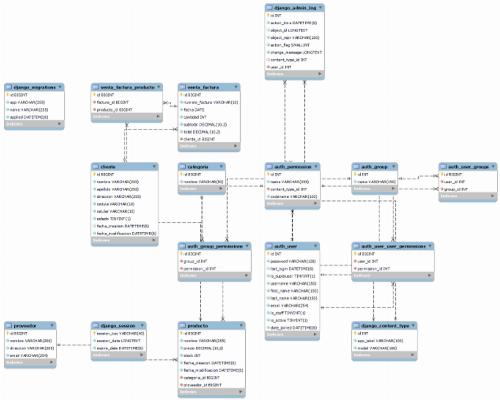 django_admin_log
id INT
action_time DATETIME(6)
object_id LONGTEXT
object_repr VARCHAR(200)
action_flag SMALLINT
change_message LONGTEXT
content_type_id INT
user_id INT
Indexes
django_migrations
id BIGINT
app VARCHAR(255)
name VARCHAR(255)
applied DATETIME(6)
Indexes
venta_factura_producto
id BIGINT
factura_id BIGINT
producto_id BIGINT
Indexes
venta_factura
id BIGINT
numero_factura VARCHAR(10)
fecha DATE
cantidad INT
subtotal DECIMAL(10,2)
total DECIMAL(10,2)
cliente_id BIGINT
Indexes
cliente
id BIGINT
nombre VARCHAR(200)
apellido VARCHAR(200)
direccion VARCHAR(200)
cedula VARCHAR(10)
celular VARCHAR(10)
estado TINYINT(1)
fecha_creacion DATETIME(6)
fecha_modificacion DATETIME(6)
Indexes
categoria
id BIGINT
nombre VARCHAR(50)
Indexes
auth_permission
id INT
name VARCHAR(255)
content_type_id INT
codename VARCHAR(100)
Indexes
auth_group
id INT
name VARCHAR(150)
Indexes
auth_user_groups
id BIGINT
user_id INT
group_id INT
Indexes
auth_group_permissions
id BIGINT
group_id INT
permission_id INT
Indexes
auth_user
id INT
password VARCHAR(128)
last_login DATETIME(6)
is_superuser TINYINT(1)
username VARCHAR(150)
first_name VARCHAR(150)
last_name VARCHAR(150)
email VARCHAR(254)
is_staff TINYINT(1)
is_active TINYINT(1)
date_joined DATETIME(6)
Indexes
auth_user_user_permissions
id BIGINT
user_id INT
permission_id INT
Indexes
proveedor
id BIGINT
nombre VARCHAR(200)
direccion VARCHAR(200)
email VARCHAR(254)
Indexes
django_session
session_key VARCHAR(40)
session_data LONGTEXT
expire_date DATETIME(6)
Indexes
producto
id BIGINT
nombre VARCHAR(200)
precio DECIMAL(10,2)
stock INT
fecha_creacion DATETIME(6)
fecha_modificacion DATETIME(6)
categoria_id BIGINT
proveedor_id BIGINT
Indexes
django_content_type
id INT
app_label VARCHAR(100)
model VARCHAR(100)
Indexes